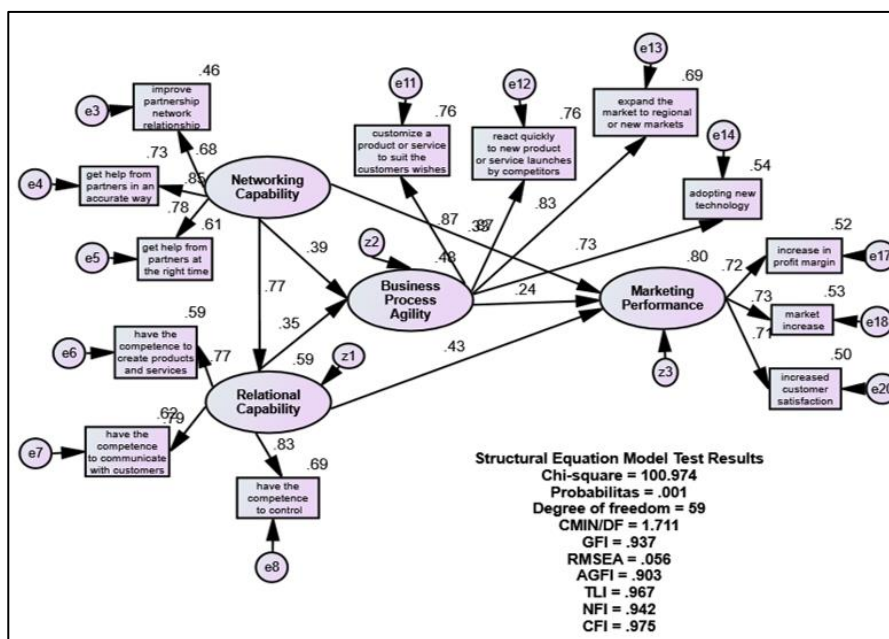 e3
.46
improve
partnership
network
relationship
.68
e4
.73
get help from
partners in an
accurate way
.85
.78
e5
.61
get help from
partners at
the right time
Networking
Capability
e11
.76
customize a
product or service
to suit the
customers wishes
e12
.76
react quickly
to new product
or service launches
by competitors
e13
.69
expand the
market to regional
or new markets
e14
.54
adopting new
technology
.87
.87
.83
.73
.39
.77
.35
z2
.48
Business
Process
Agility
.24
.43
.80
Marketing
Performance
z3
.72
.52
increase in
profit margin
e17
.73
.53
market
increase
e18
.71
.50
increased
customer
satisfaction
e20
.59
have the
competence to
create products
and services
e6
.77
.62
.79
have the
competence
to communicate
with customers
e7
.59
z1
Relational
Capability
.83
.69
have the
competence
to control
e8
Structural Equation Model Test Results
Chi-square = 100.974
Probabilitas = .001
Degree of freedom = 59
CMIN/DF = 1.711
GFI = .937
RMSEA = .056
AGFI = .903
TLI = .967
NFI = .942
CFI = .975